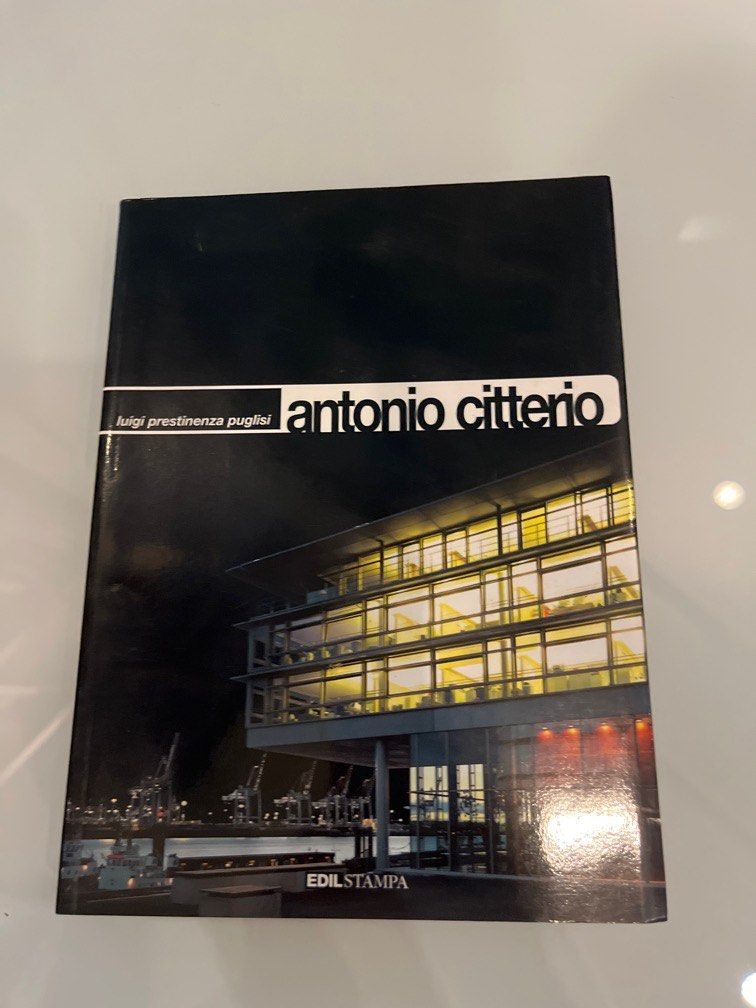 luigi prestinenza puglisi antonio citterio
EDILSTAMPA